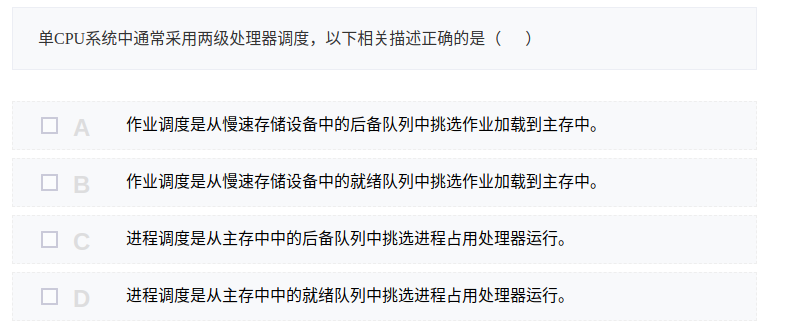 单CPU系统中通常采用两级处理器调度，以下相关描述正确的是（ ）
A 作业调度是从慢速存储设备中的后备队列中挑选作业加载到主存中。
B 作业调度是从慢速存储设备中的就绪队列中挑选作业加载到主存中。
C 进程调度是从主存中中的后备队列中挑选进程占用处理器运行。
D 进程调度是从主存中中的就绪队列中挑选进程占用处理器运行。